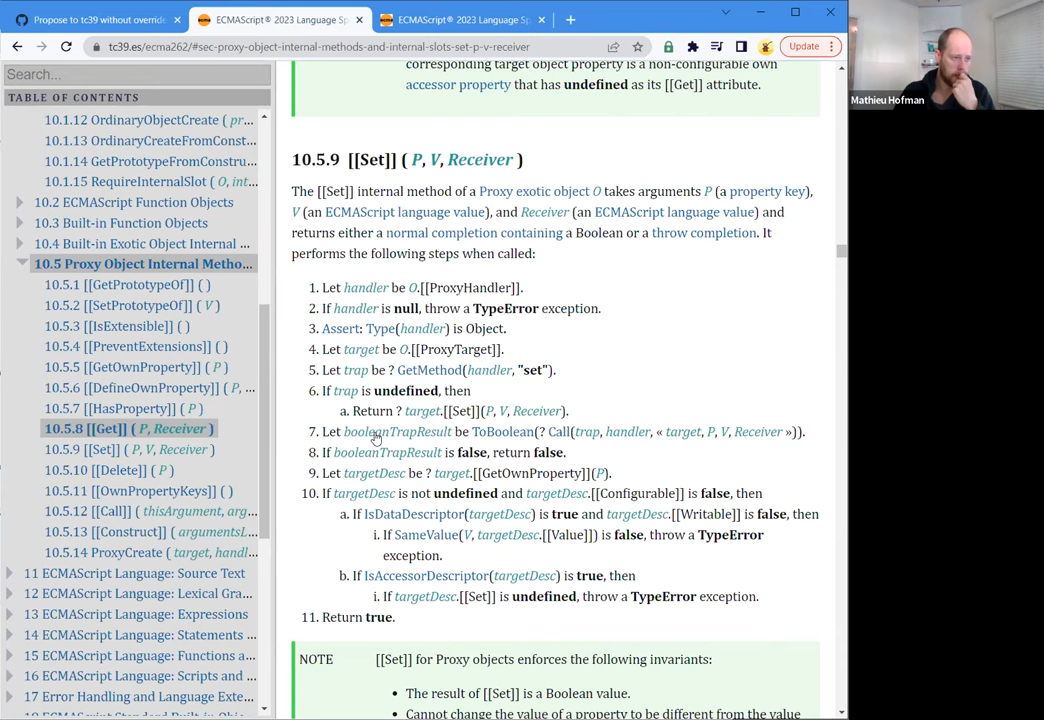 Propose to tc39 without override
ECMAScript® 2023 Language Sp
ECMAScript® 2023 Language Sp
tc39.es/ecma262/#sec-proxy-object-internal-methods-and-internal-slots-set-p-v-receiver
Update
Mathieu Hofman
Search...
TABLE OF CONTENTS
10.1.12 OrdinaryObjectCreate ( pr...
10.1.13 OrdinaryCreateFromConst...
10.1.14 GetPrototypeFromConstru...
10.1.15 RequireInternalSlot ( O, int...
10.2 ECMAScript Function Objects
10.3 Built-in Function Objects
10.4 Built-in Exotic Object Internal ...
10.5 Proxy Object Internal Metho...
10.5.1 [[GetPrototypeOf]] ( )
10.5.2 [[SetPrototypeOf]] ( V )
10.5.3 [[IsExtensible]] ( )
10.5.4 [[PreventExtensions]] ( )
10.5.5 [[GetOwnProperty]] ( P )
10.5.6 [[DefineOwnProperty]] ( P, ...
10.5.7 [[HasProperty]] ( P )
10.5.8 [[Get]] ( P, Receiver )
10.5.9 [[Set]] ( P, V, Receiver )
10.5.10 [[Delete]] ( P )
10.5.11 [[OwnPropertyKeys]] ( )
10.5.12 [[Call]] ( thisArgument, arg...
10.5.13 [[Construct]] ( argumentsL...
10.5.14 ProxyCreate ( target, handl...
11 ECMAScript Language: Source Text
12 ECMAScript Language: Lexical Gra...
13 ECMAScript Language: Expressions
14 ECMAScript Language: Statements ...
15 ECMAScript Language: Functions a...
16 ECMAScript Language: Scripts and ...
17 Error Handling and Language Exte...
corresponding target object property is a non-configurable own
accessor property that has undefined as its [[Get]] attribute.
10.5.9 [[Set]] ( P, V, Receiver )
The [[Set]] internal method of a Proxy exotic object O takes arguments P (a property key),
V (an ECMAScript language value), and Receiver (an ECMAScript language value) and
returns either a normal completion containing a Boolean or a throw completion. It
performs the following steps when called:
1. Let handler be O.[[ProxyHandler]].
2. If handler is null, throw a TypeError exception.
3. Assert: Type(handler) is Object.
4. Let target be O.[[ProxyTarget]].
5. Let trap be ? GetMethod(handler, "set").
6. If trap is undefined, then
a. Return ? target.[[Set]](P, V, Receiver).
7. Let booleanTrapResult be ToBoolean(? Call(trap, handler, « target, P, V, Receiver »)).
8. If booleanTrapResult is false, return false.
9. Let targetDesc be ? target.[[GetOwnProperty]](P).
10. If targetDesc is not undefined and targetDesc.[[Configurable]] is false, then
a. If IsDataDescriptor(targetDesc) is true and targetDesc.[[Writable]] is false, then
i. If SameValue(V, targetDesc.[[Value]]) is false, throw a TypeError
exception.
b. If IsAccessorDescriptor(targetDesc) is true, then
i. If targetDesc.[[Set]] is undefined, throw a TypeError exception.
11. Return true.
NOTE
[[Set]] for Proxy objects enforces the following invariants:
• The result of [[Set]] is a Boolean value.
• Cannot change the value of a property to be different from the value